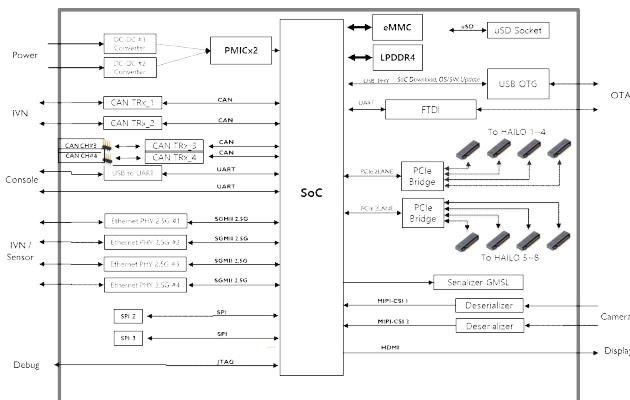 Power
DC-DC #1
Converter
DC-DC #2
Converter
PMICx2
eMMC
uSD
uSD Socket
LPDDR4
USB PHY
SoC Download, OS/SW Update
USB OTG
OTA
UART
FTDI
IVN
CAN TRx_1
CAN
CAN TRx_2
CAN
CAN CH#3
CAN TRx_3
CAN
CAN CH#4
CAN TRx_4
CAN
Console
USB to UART
UART
UART
SoC
To HAILO 1~4
PCIe 2LANE
PCIe
Bridge
PCIe 2LANE
PCIe
Bridge
To HAILO 5~8
IVN /
Sensor
Ethernet PHY 2.5G #1
SGMII 2.5G
Ethernet PHY 2.5G #2
SGMII 2.5G
Ethernet PHY 2.5G #3
SGMII 2.5G
Ethernet PHY 2.5G #4
SGMII 2.5G
Serializer GMSL
SPI 2
SPI
SPI 3
SPI
MIPI-CSI 1
Deserializer
MIPI-CSI 2
Deserializer
Camera
HDMI
Display
Debug
JTAG